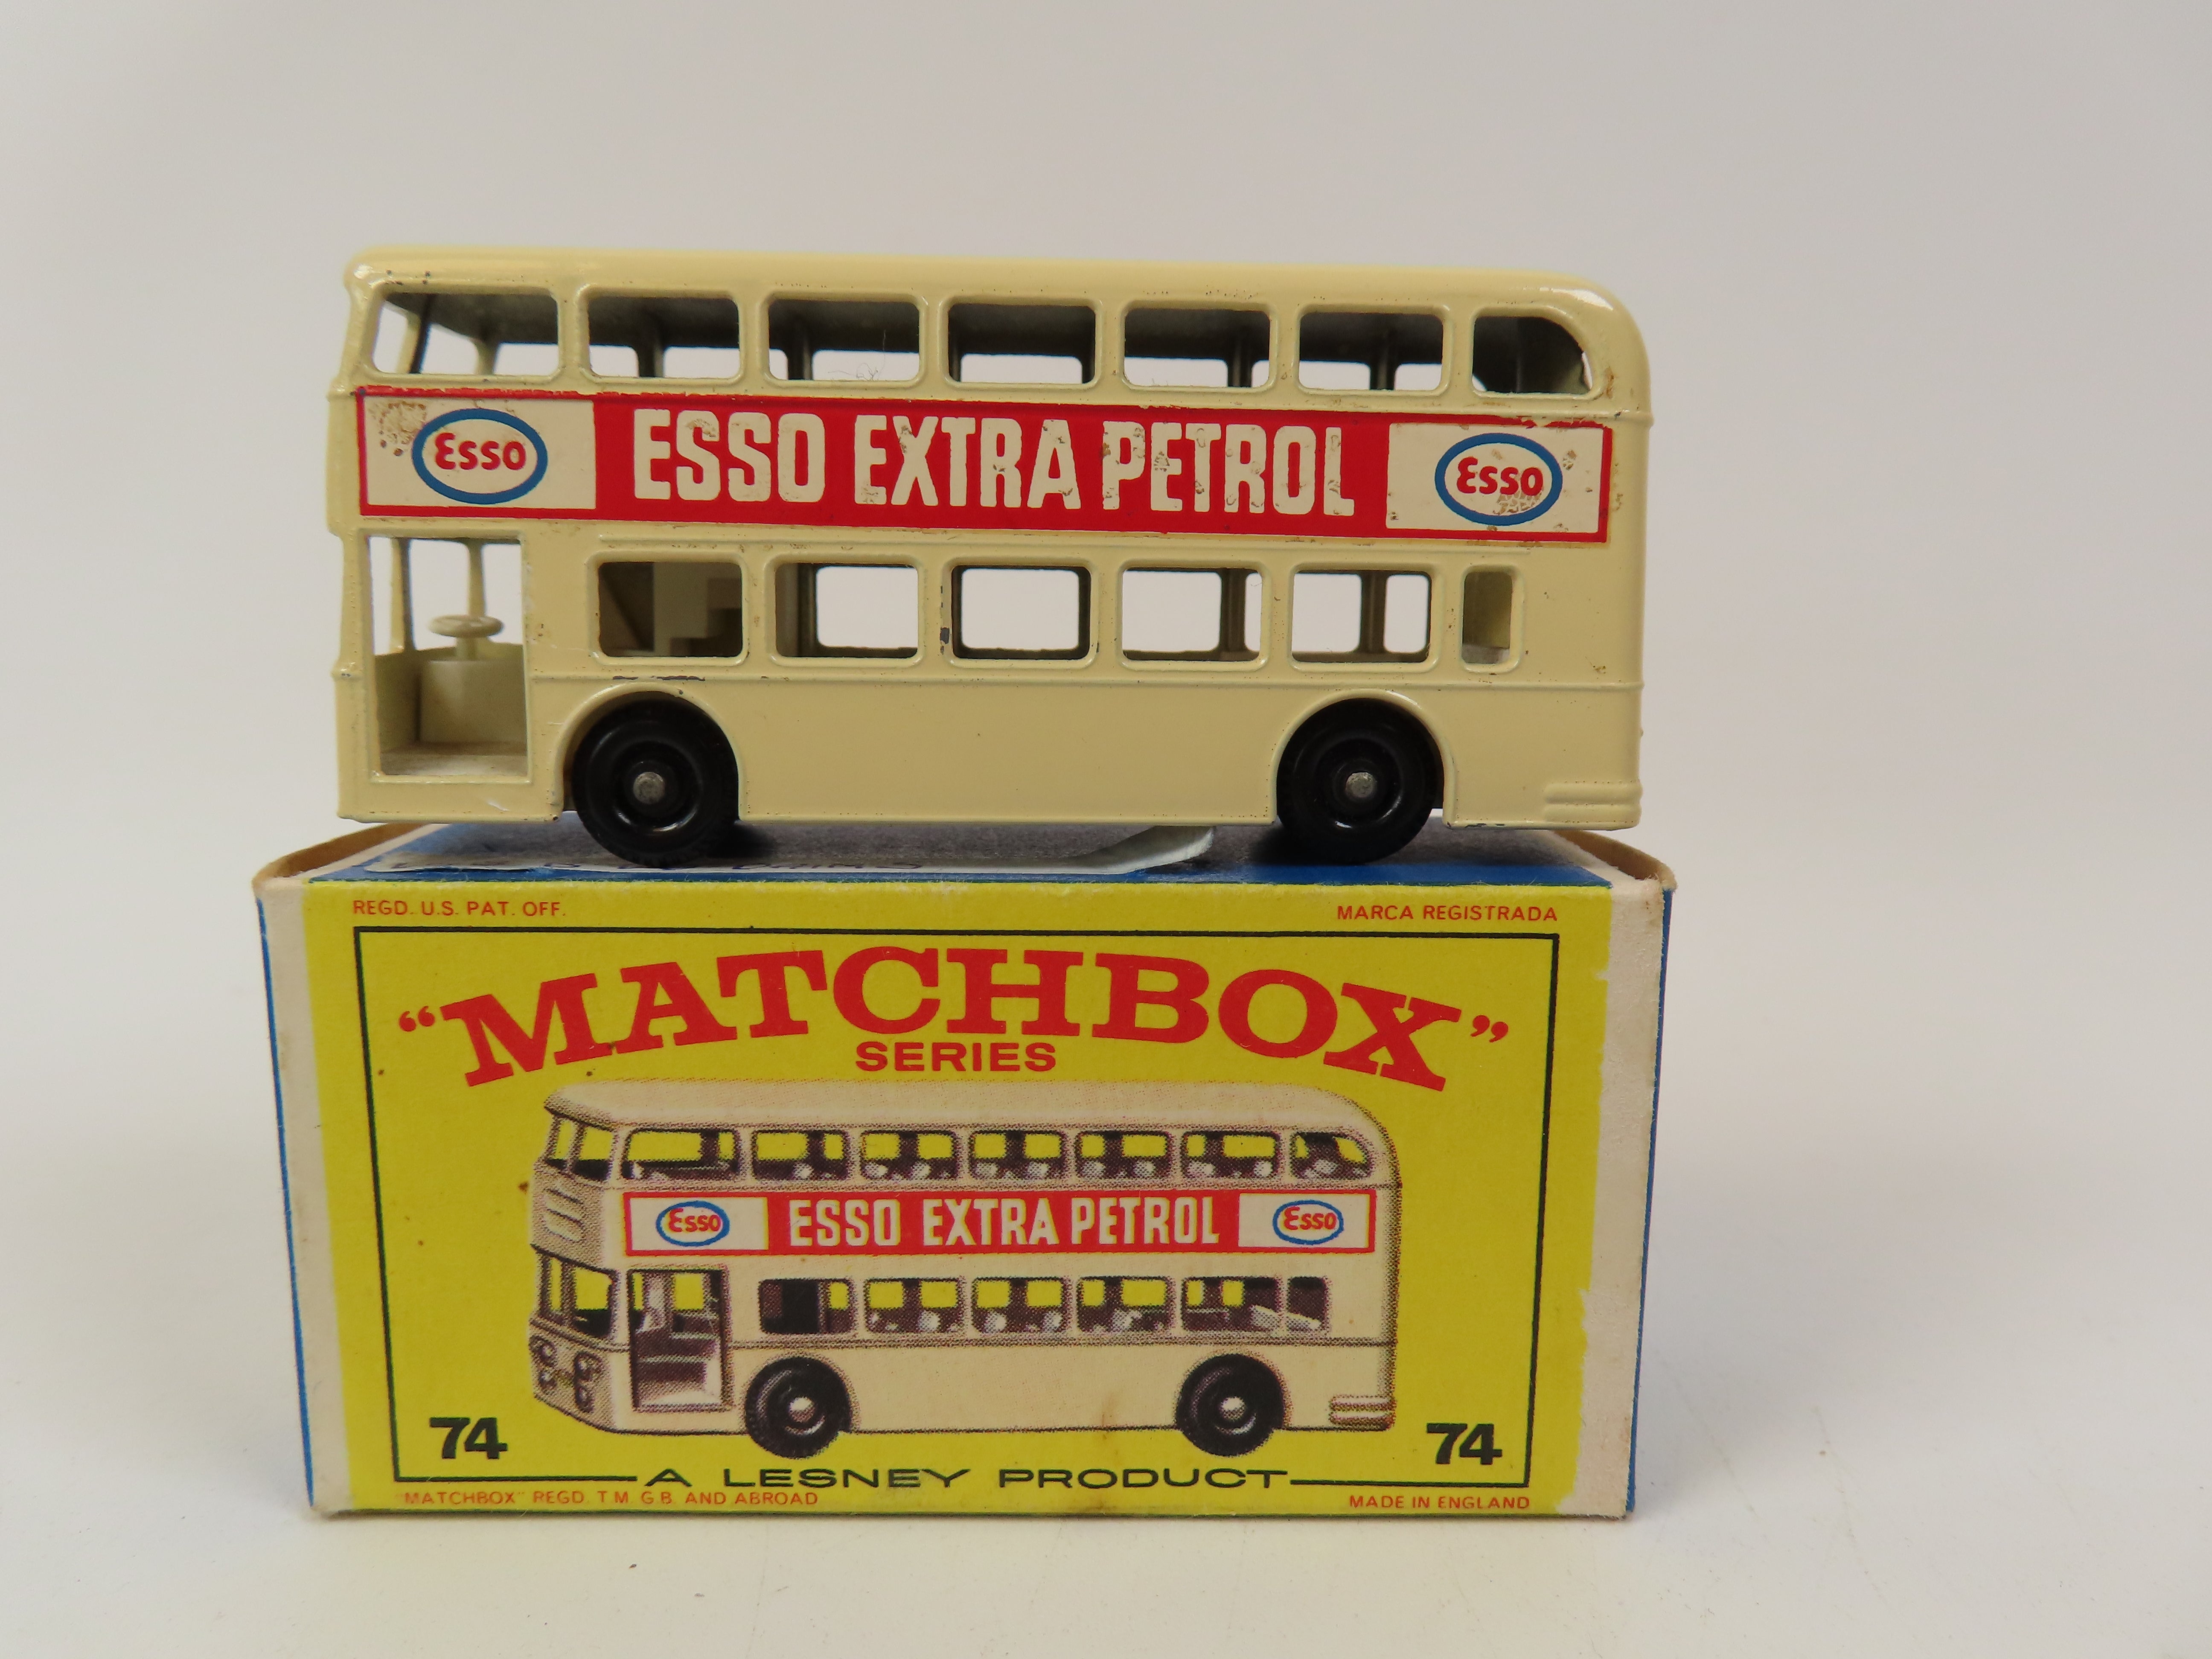 Esso ESSO EXTRA PETROL Esso
REGD. U.S. PAT. OFF. MARCA REGISTRADA
"MATCHBOX"
SERIES
Esso ESSO EXTRA PETROL Esso
74 74
A LESNEY PRODUCT
"MATCHBOX" REGD. T.M. G.B. AND ABROAD MADE IN ENGLAND